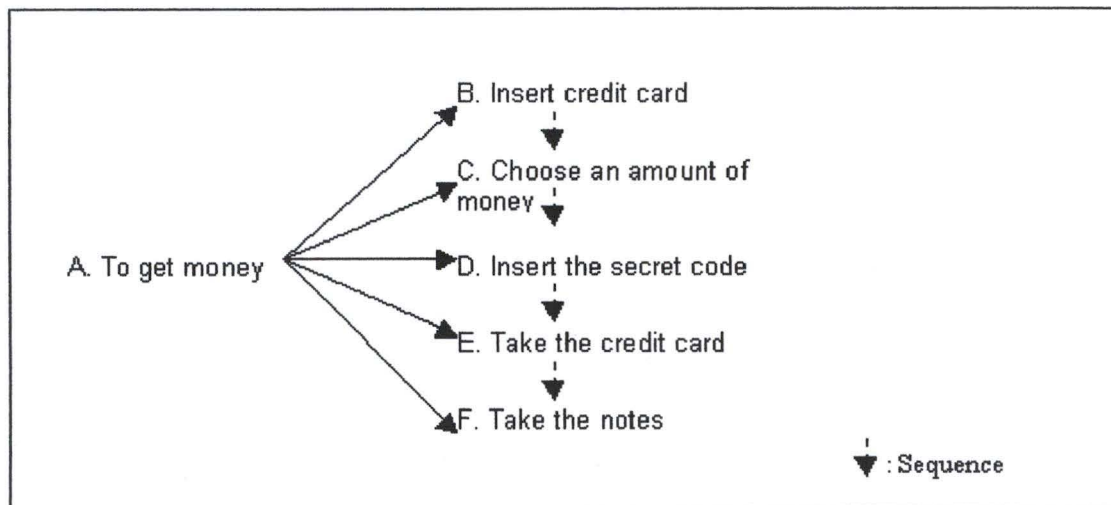 B. Insert credit card
C. Choose an amount of
money
A. To get money
D. Insert the secret code
E. Take the credit card
F. Take the notes
: Sequence